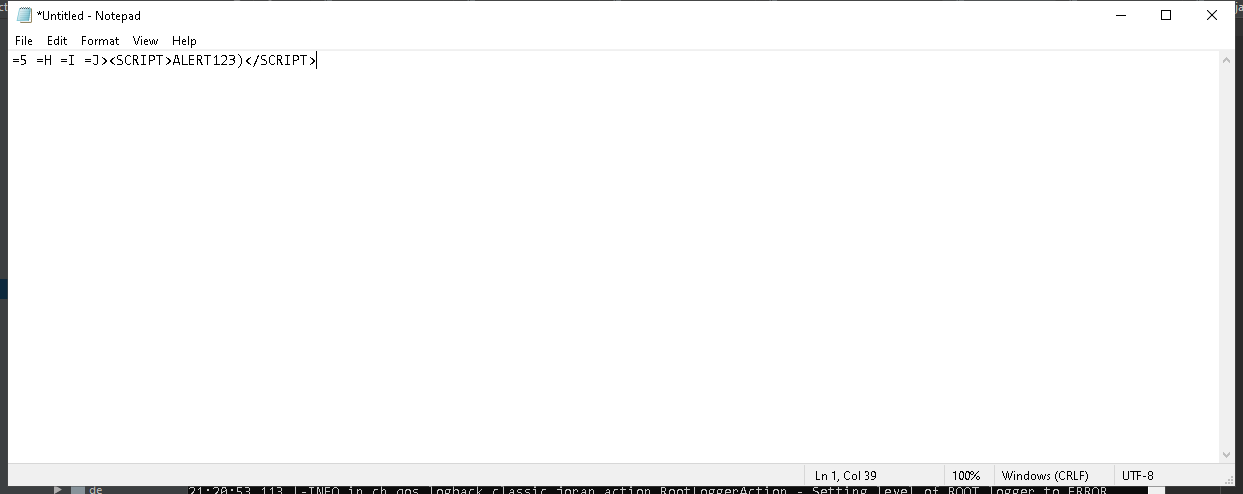 *Untitled - Notepad
File Edit Format View Help
=5 =H =I =J><SCRIPT>ALERT123)</SCRIPT>
Ln 1, Col 39 100% Windows (CRLF) UTF-8
de 21:20:53,113 |-INFO in ch.qos.logback.classic.joran.action.RootLoggerAction - Setting level of ROOT logger to ERROR